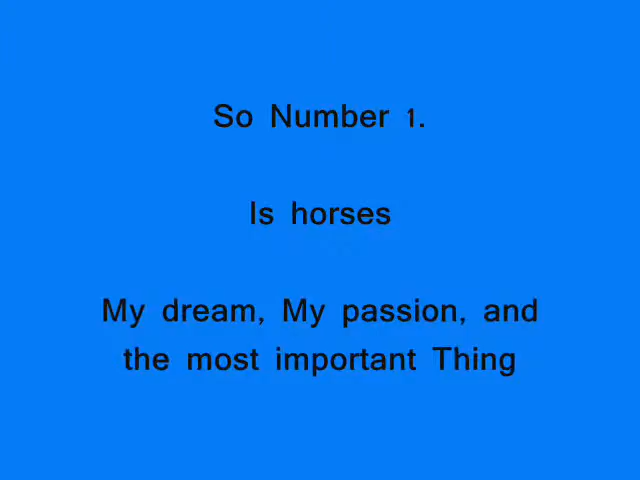 So Number 1.
Is horses
My dream, My passion, and
the most important Thing